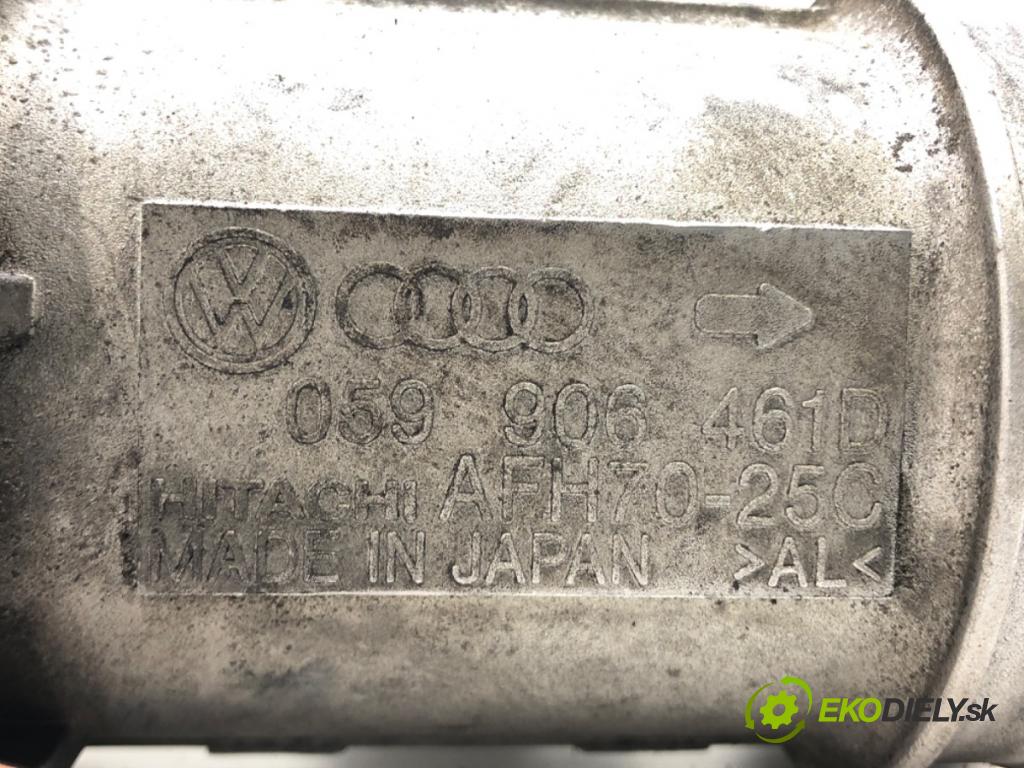 059 906 461D
HITACHI AFH70-25C
MADE IN JAPAN >AL<
EKODIELY.sk